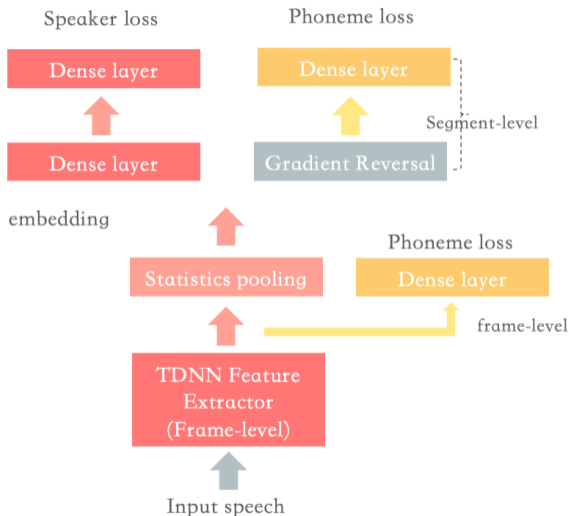 Speaker loss
Phoneme loss
Dense layer
Dense layer
Segment-level
Dense layer
Gradient Reversal
embedding
Phoneme loss
Statistics pooling
Dense layer
frame-level
TDNN Feature
Extractor
(Frame-level)
Input speech